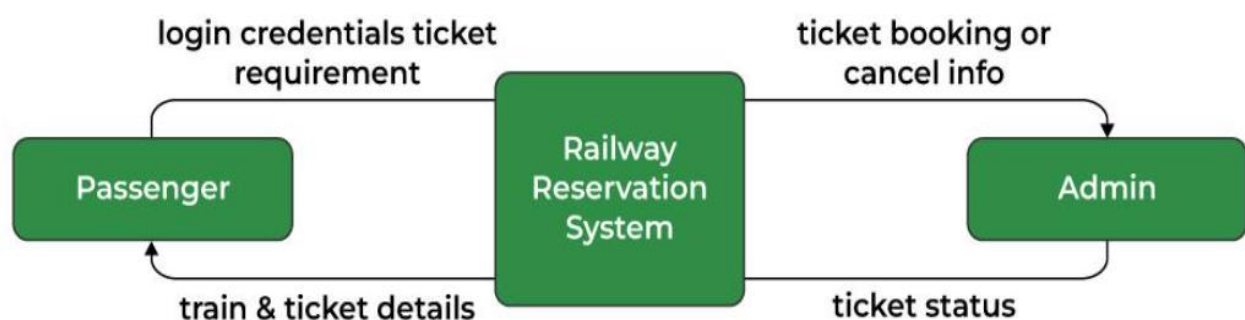 login credentials ticket
requirement
ticket booking or
cancel info
Passenger
Railway
Reservation
System
Admin
train & ticket details
ticket status